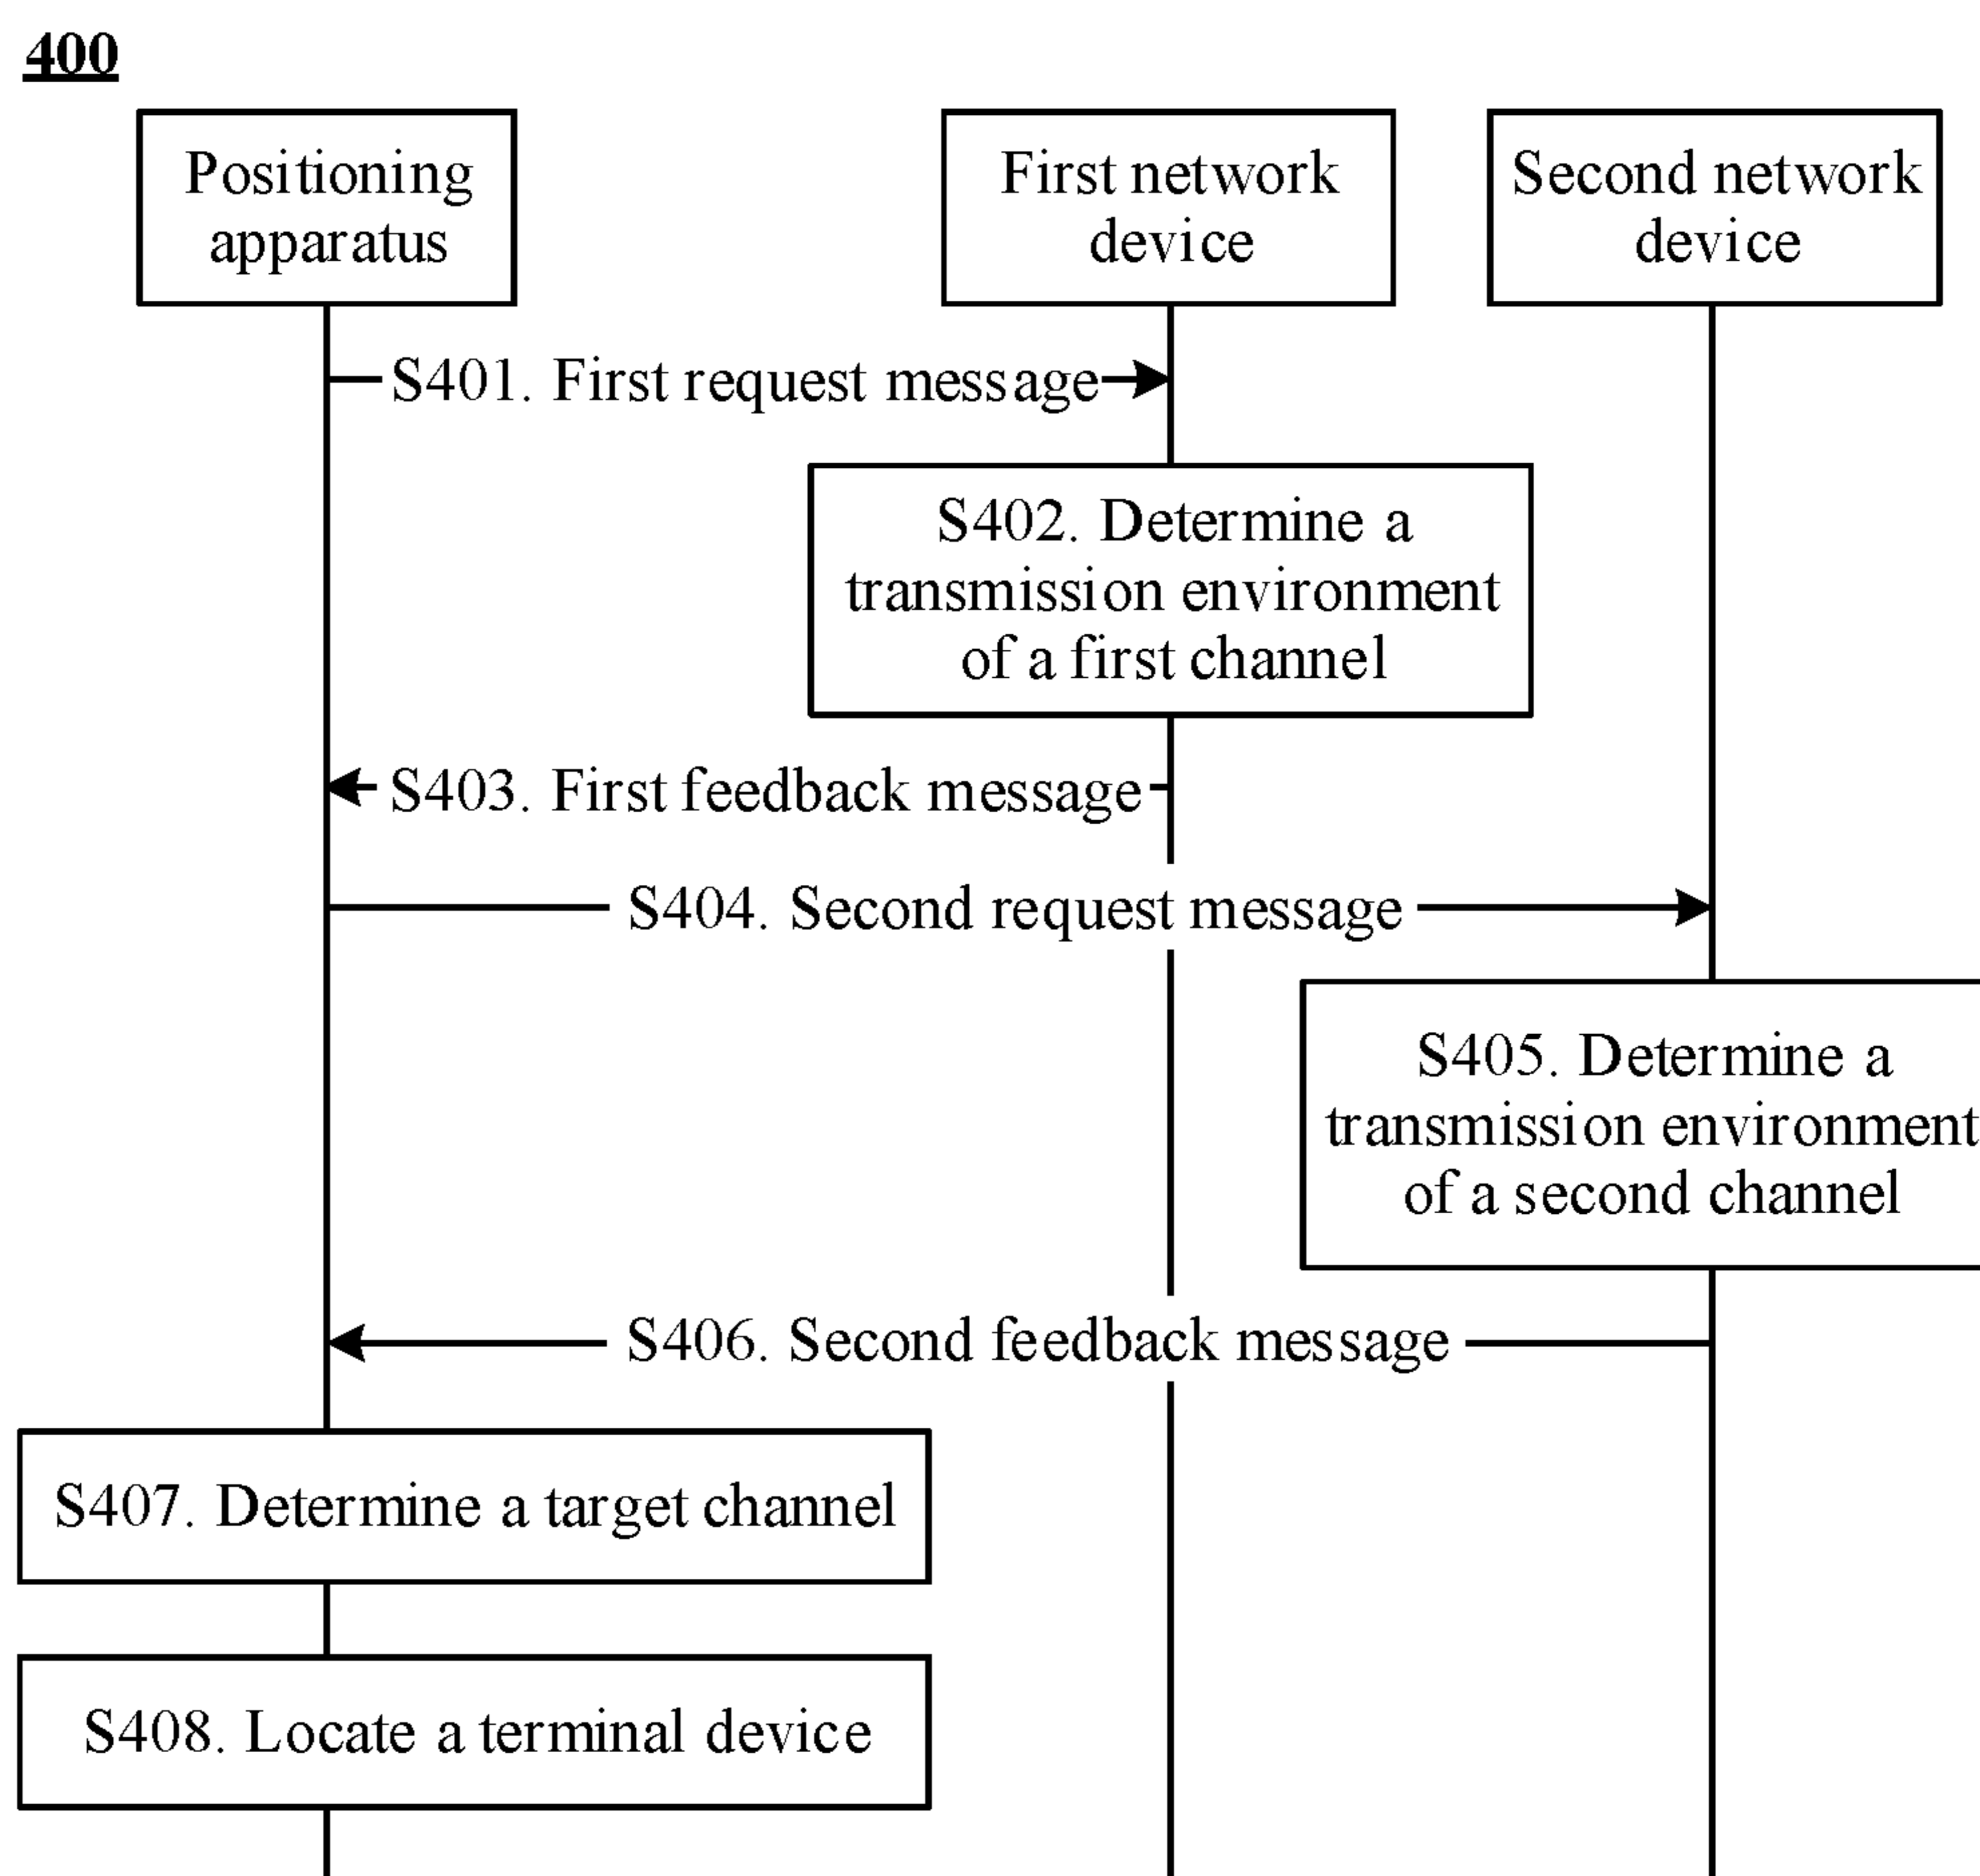 400
Positioning
apparatus
First network
device
Second network
device
S401. First request message
S402. Determine a
transmission environment
of a first channel
S403. First feedback message
S404. Second request message
S405. Determine a
transmission environment
of a second channel
S406. Second feedback message
S407. Determine a target channel
S408. Locate a terminal device